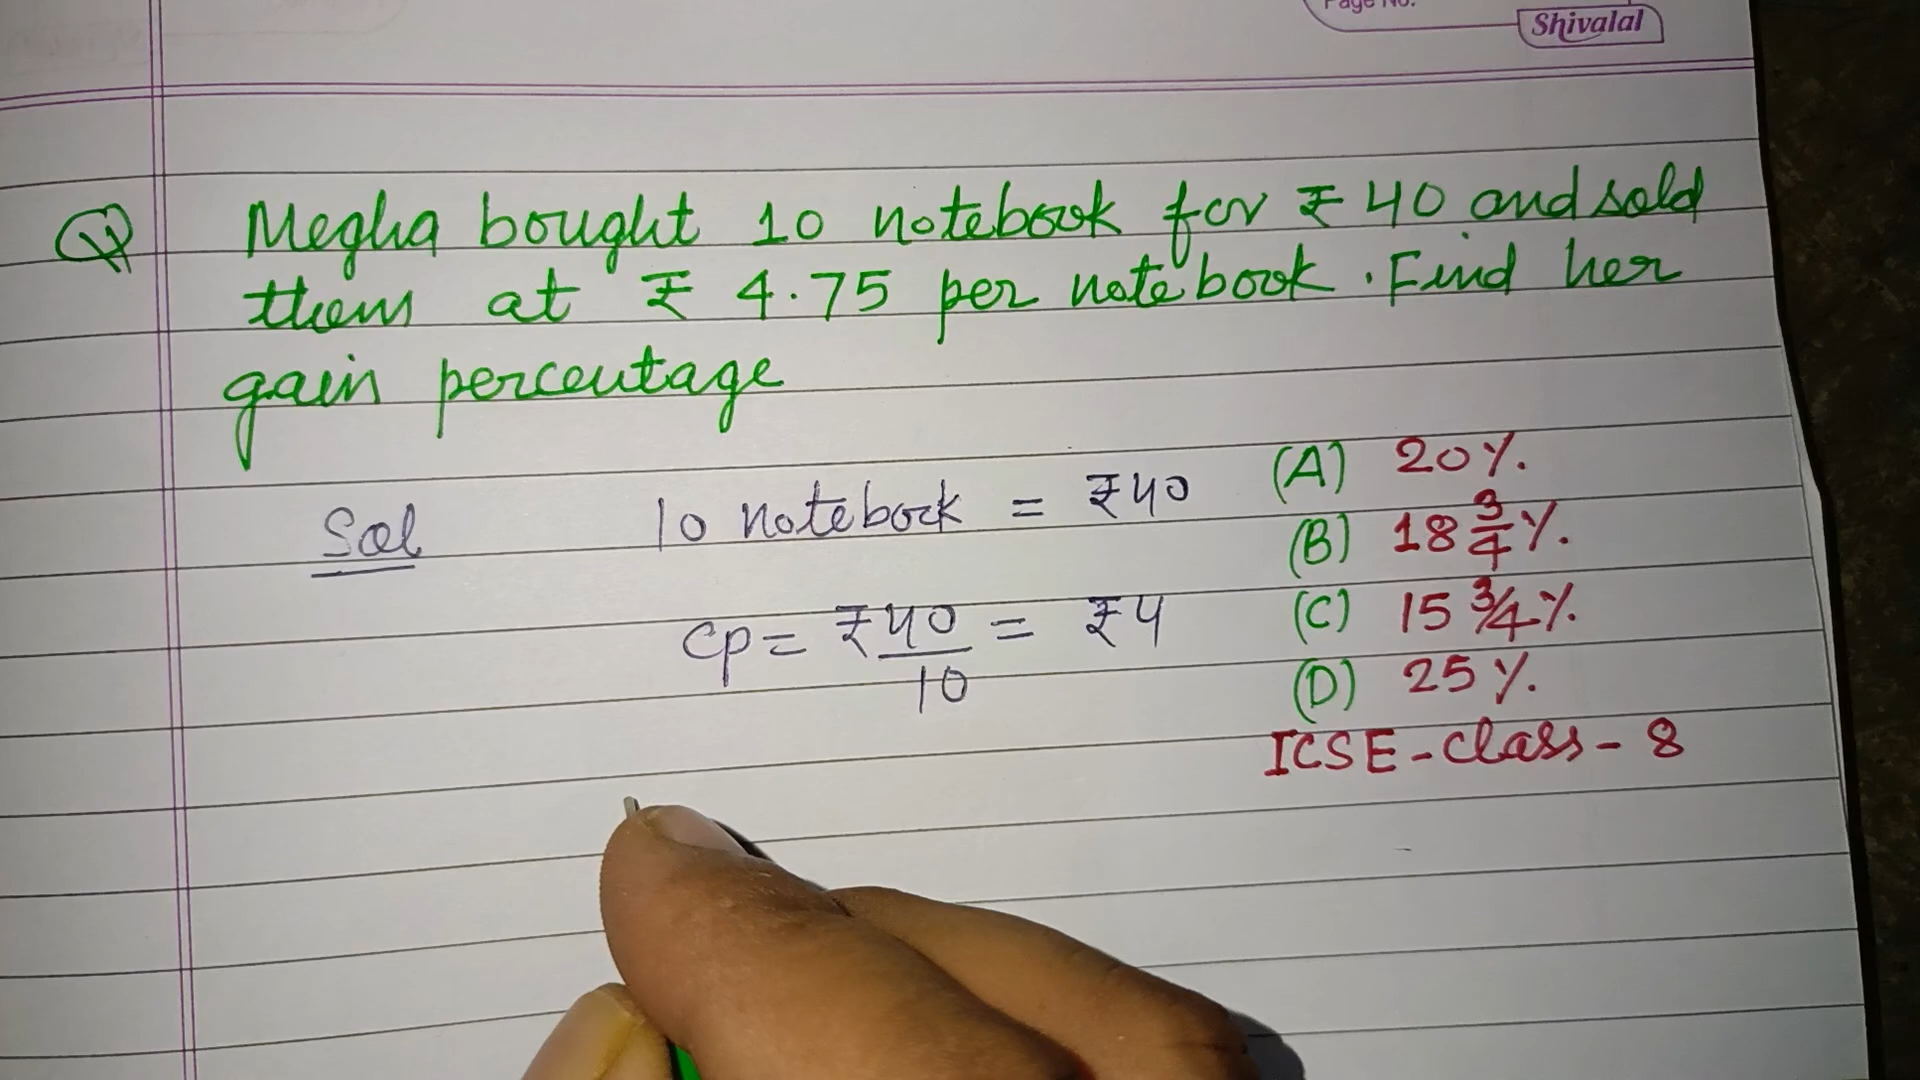 Page No.
Shivalal
Q Megha bought 10 notebook for ₹ 40 and sold
them at ₹ 4.75 per notebook. Find her
gain percentage
Sol 10 notebook = ₹40
(A) 20%.
(B) 18 3/4 %.
CP = ₹40/10 = ₹4
(C) 15 3/4 %.
(D) 25 %.
ICSE - Class - 8